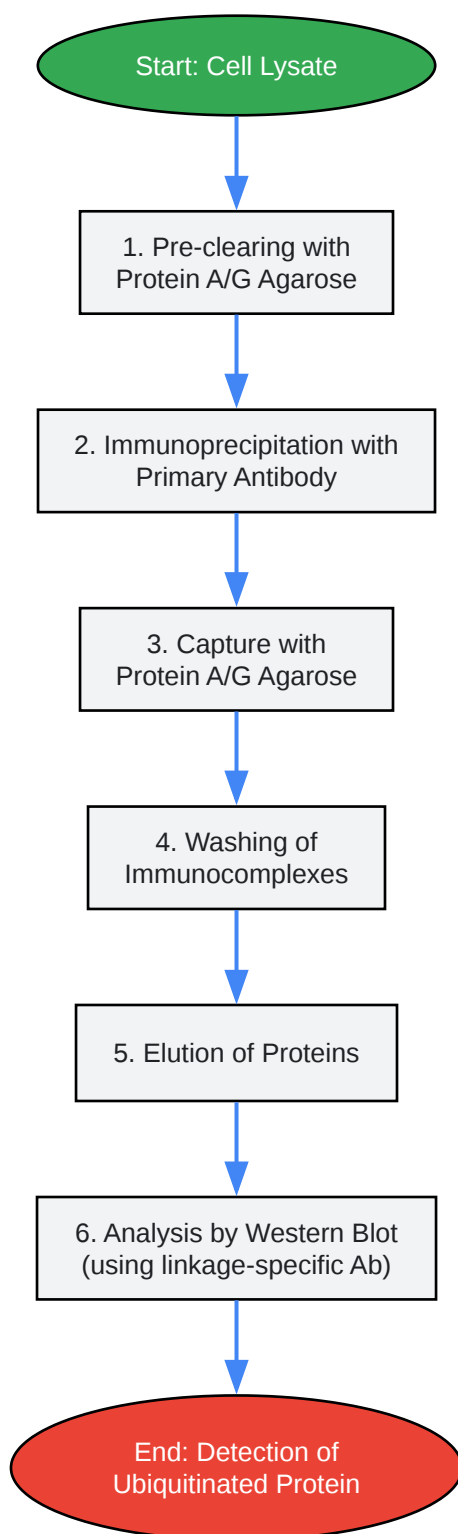 Start: Cell Lysate
1. Pre-clearing with
Protein A/G Agarose
2. Immunoprecipitation with
Primary Antibody
3. Capture with
Protein A/G Agarose
4. Washing of
Immunocomplexes
5. Elution of Proteins
6. Analysis by Western Blot
(using linkage-specific Ab)
End: Detection of
Ubiquitinated Protein